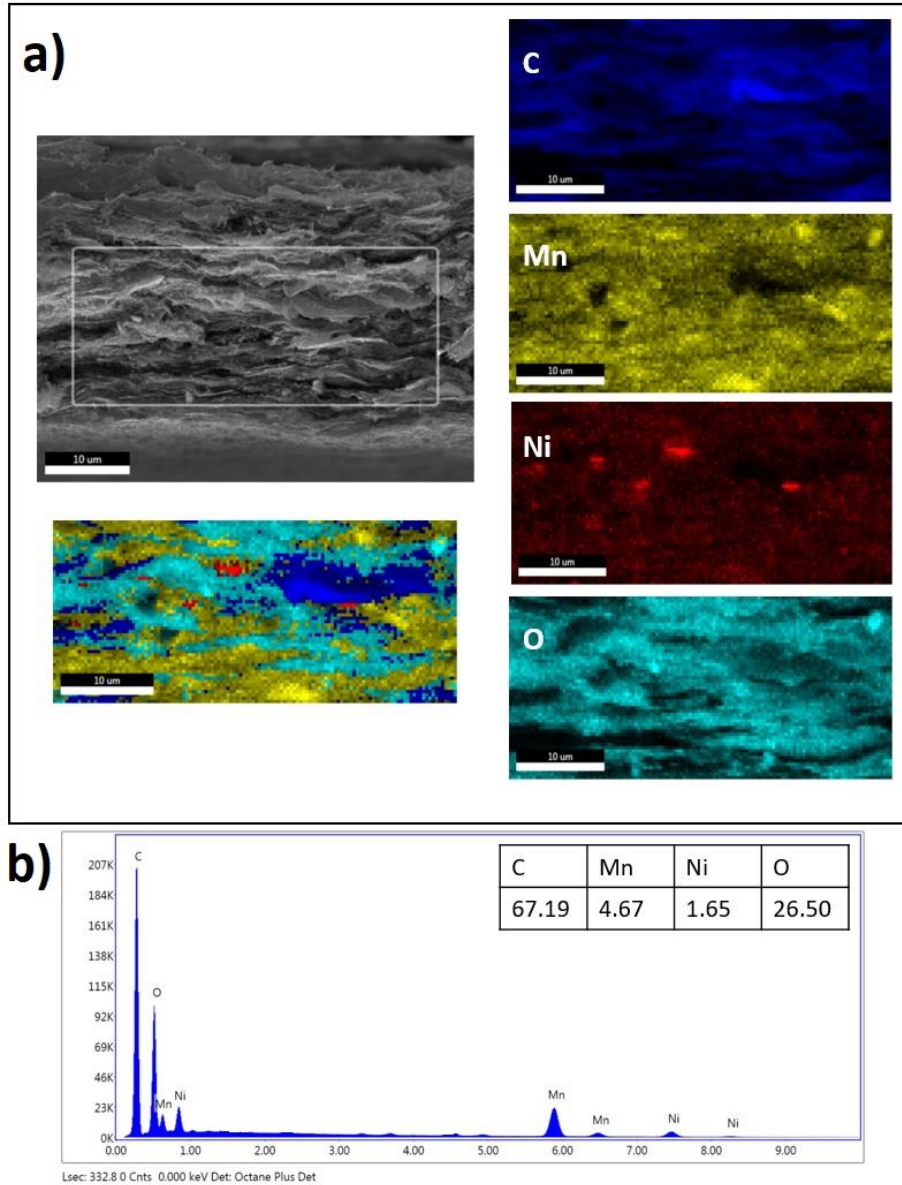 a)
C
10 um
Mn
10 um
10 um
Ni
10 um
10 um
O
10 um
b)
C Mn Ni O
67.19 4.67 1.65 26.50
207K
184K
161K
138K
115K
92K
69K
46K
23K
0K
C
O
Mn
Ni
Mn
Mn
Ni
Ni
0.00 1.00 2.00 3.00 4.00 5.00 6.00 7.00 8.00 9.00
Lsec: 332.8 0 Cnts 0.000 keV Det: Octane Plus Det